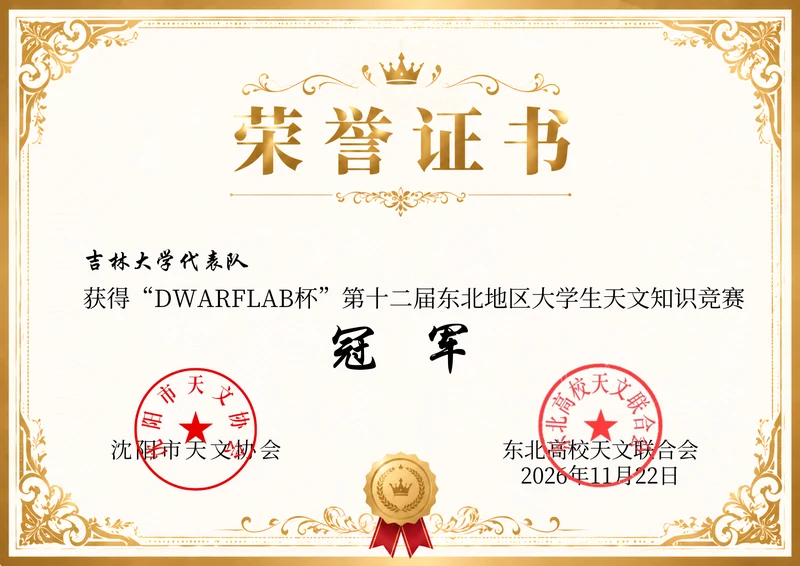 荣誉证书
吉林大学代表队
获得“DWARFLAB杯”第十二届东北地区大学生天文知识竞赛
冠军
沈阳市天文协会
沈阳市天文协会
东北高校天文联合会
东北高校天文联合会
2026年11月22日